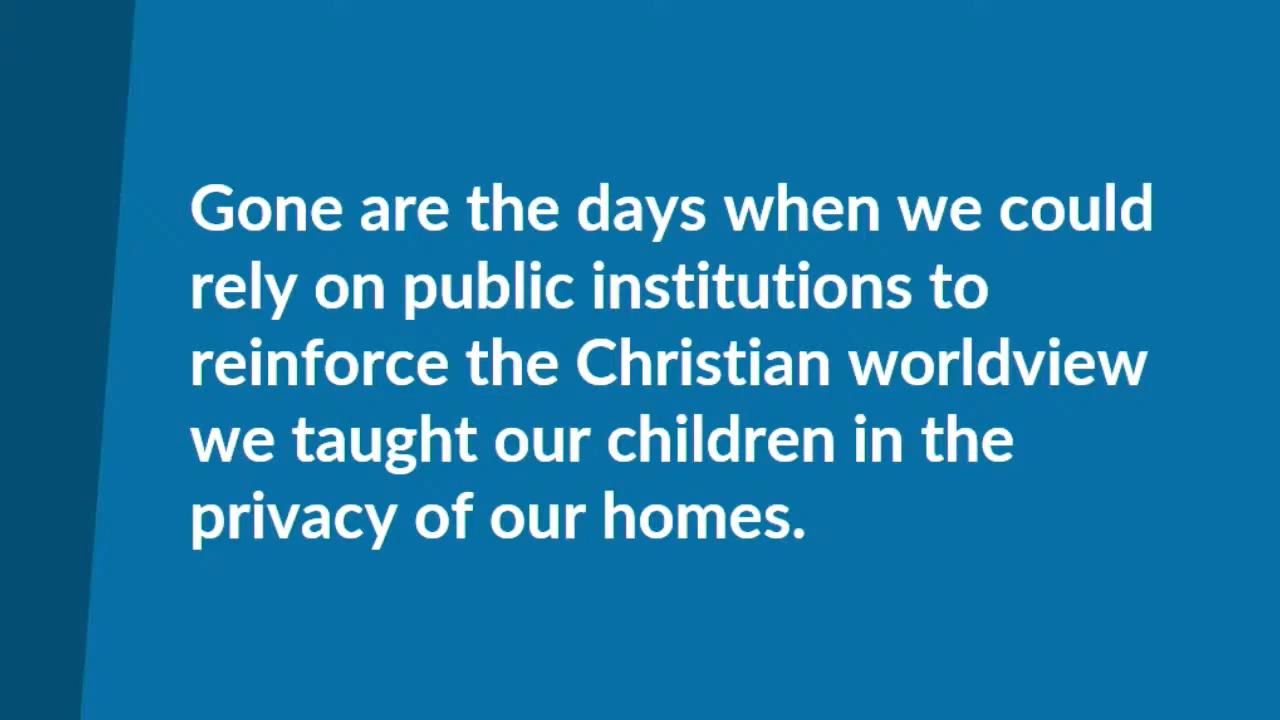 Gone are the days when we could
rely on public institutions to
reinforce the Christian worldview
we taught our children in the
privacy of our homes.